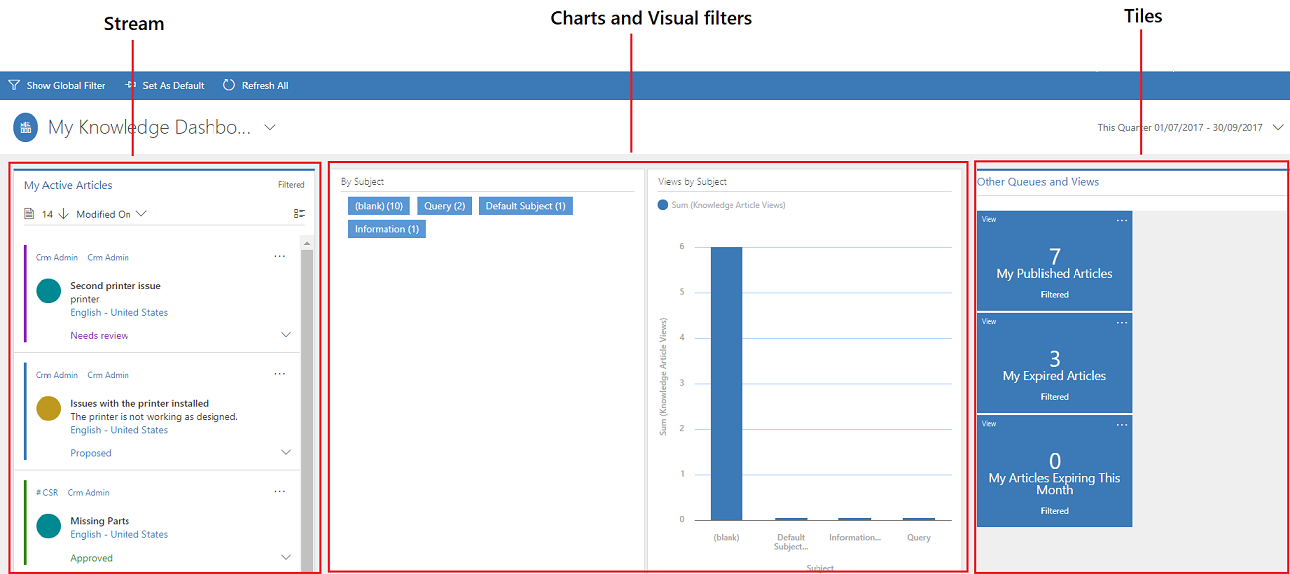 Stream
Charts and Visual filters
Tiles
Show Global Filter
Set As Default
Refresh All
My Knowledge Dashbo...
This Quarter 01/07/2017 - 30/09/2017
My Active Articles
Filtered
14
Modified On
Crm Admin Crm Admin
...
Second printer issue
printer
English - United States
Needs review
Crm Admin Crm Admin
...
Issues with the printer installed
The printer is not working as designed.
English - United States
Proposed
# CSR Crm Admin
...
Missing Parts
English - United States
Approved
By Subject
(blank) (10)
Query (2)
Default Subject (1)
Information (1)
Views by Subject
Sum (Knowledge Article Views)
Sum (Knowledge Article Views)
6
5
4
3
2
1
0
(blank)
Default
Subject...
Information...
Query
Subject
Other Queues and Views
View
...
7
My Published Articles
Filtered
View
...
3
My Expired Articles
Filtered
View
...
0
My Articles Expiring This
Month
Filtered